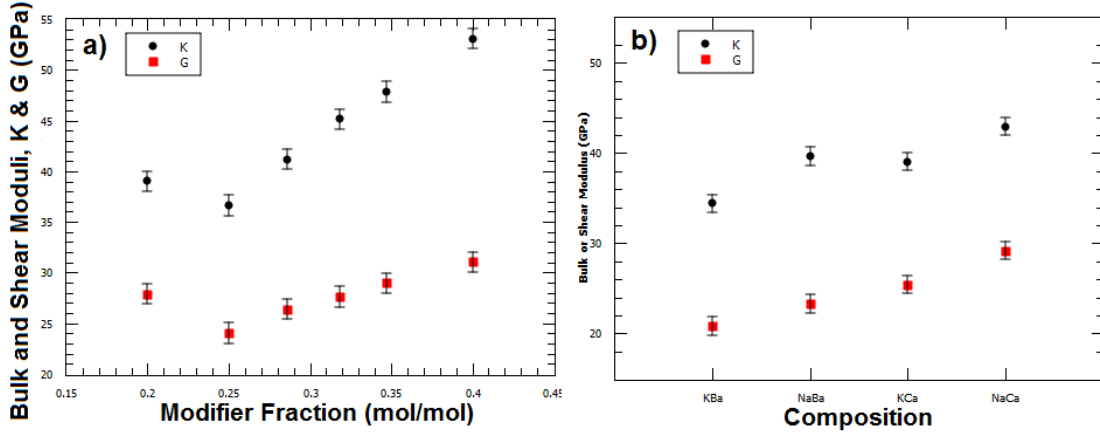 a)
K
G
Bulk and Shear Moduli, K & G (GPa)
55
50
45
40
35
30
25
20
0.15
0.2
0.25
0.3
0.35
0.4
0.45
Modifier Fraction (mol/mol)
b)
K
G
Bulk or Shear Modulus (GPa)
50
40
30
20
KBa
NaBa
KCa
NaCa
Composition